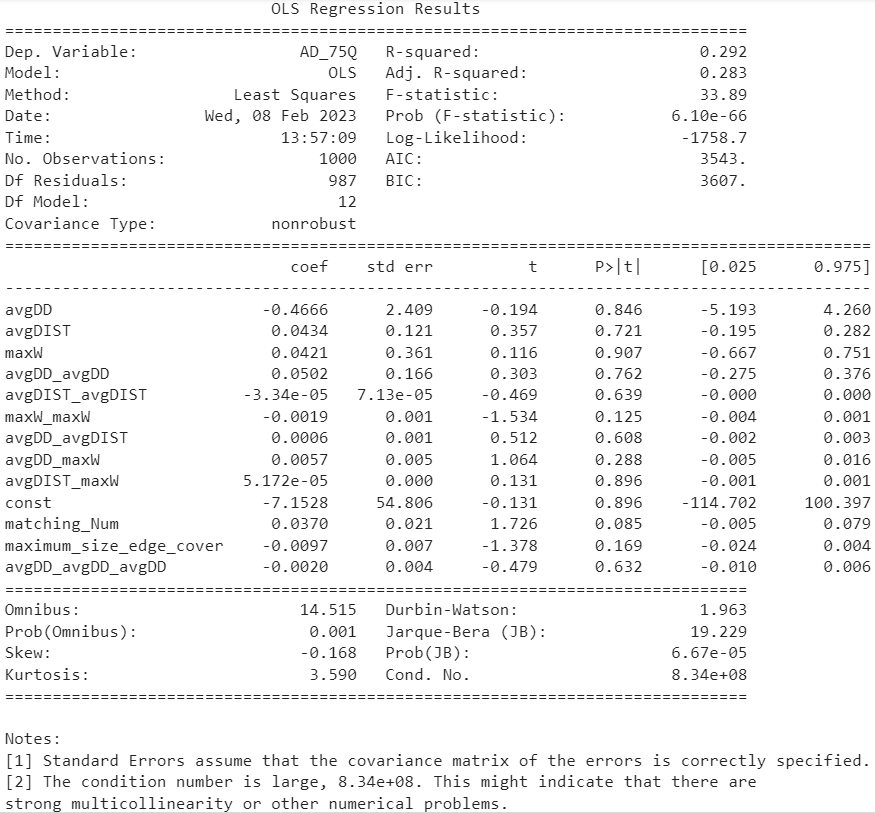 OLS Regression Results
==============================================================================
Dep. Variable:                 AD_75Q   R-squared:                       0.292
Model:                            OLS   Adj. R-squared:                  0.283
Method:                 Least Squares   F-statistic:                     33.89
Date:                Wed, 08 Feb 2023   Prob (F-statistic):           6.10e-66
Time:                        13:57:09   Log-Likelihood:                -1758.7
No. Observations:                1000   AIC:                             3543.
Df Residuals:                     987   BIC:                             3607.
Df Model:                          12
Covariance Type:            nonrobust
===========================================================================================
                              coef    std err          t      P>|t|      [0.025      0.975]
-------------------------------------------------------------------------------------------
avgDD                      -0.4666      2.409     -0.194      0.846      -5.193       4.260
avgDIST                     0.0434      0.121      0.357      0.721      -0.195       0.282
maxW                        0.0421      0.361      0.116      0.907      -0.667       0.751
avgDD_avgDD                 0.0502      0.166      0.303      0.762      -0.275       0.376
avgDIST_avgDIST          -3.34e-05   7.13e-05     -0.469      0.639      -0.000       0.000
maxW_maxW                  -0.0019      0.001     -1.534      0.125      -0.004       0.001
avgDD_avgDIST               0.0006      0.001      0.512      0.608      -0.002       0.003
avgDD_maxW                  0.0057      0.005      1.064      0.288      -0.005       0.016
avgDIST_maxW             5.172e-05      0.000      0.131      0.896      -0.001       0.001
const                      -7.1528     54.806     -0.131      0.896    -114.702     100.397
matching_Num                0.0370      0.021      1.726      0.085      -0.005       0.079
maximum_size_edge_cover    -0.0097      0.007     -1.378      0.169      -0.024       0.004
avgDD_avgDD_avgDD          -0.0020      0.004     -0.479      0.632      -0.010       0.006
==============================================================================
Omnibus:                       14.515   Durbin-Watson:                   1.963
Prob(Omnibus):                  0.001   Jarque-Bera (JB):               19.229
Skew:                          -0.168   Prob(JB):                     6.67e-05
Kurtosis:                       3.590   Cond. No.                     8.34e+08
==============================================================================
Notes:
[1] Standard Errors assume that the covariance matrix of the errors is correctly specified.
[2] The condition number is large, 8.34e+08. This might indicate that there are
strong multicollinearity or other numerical problems.